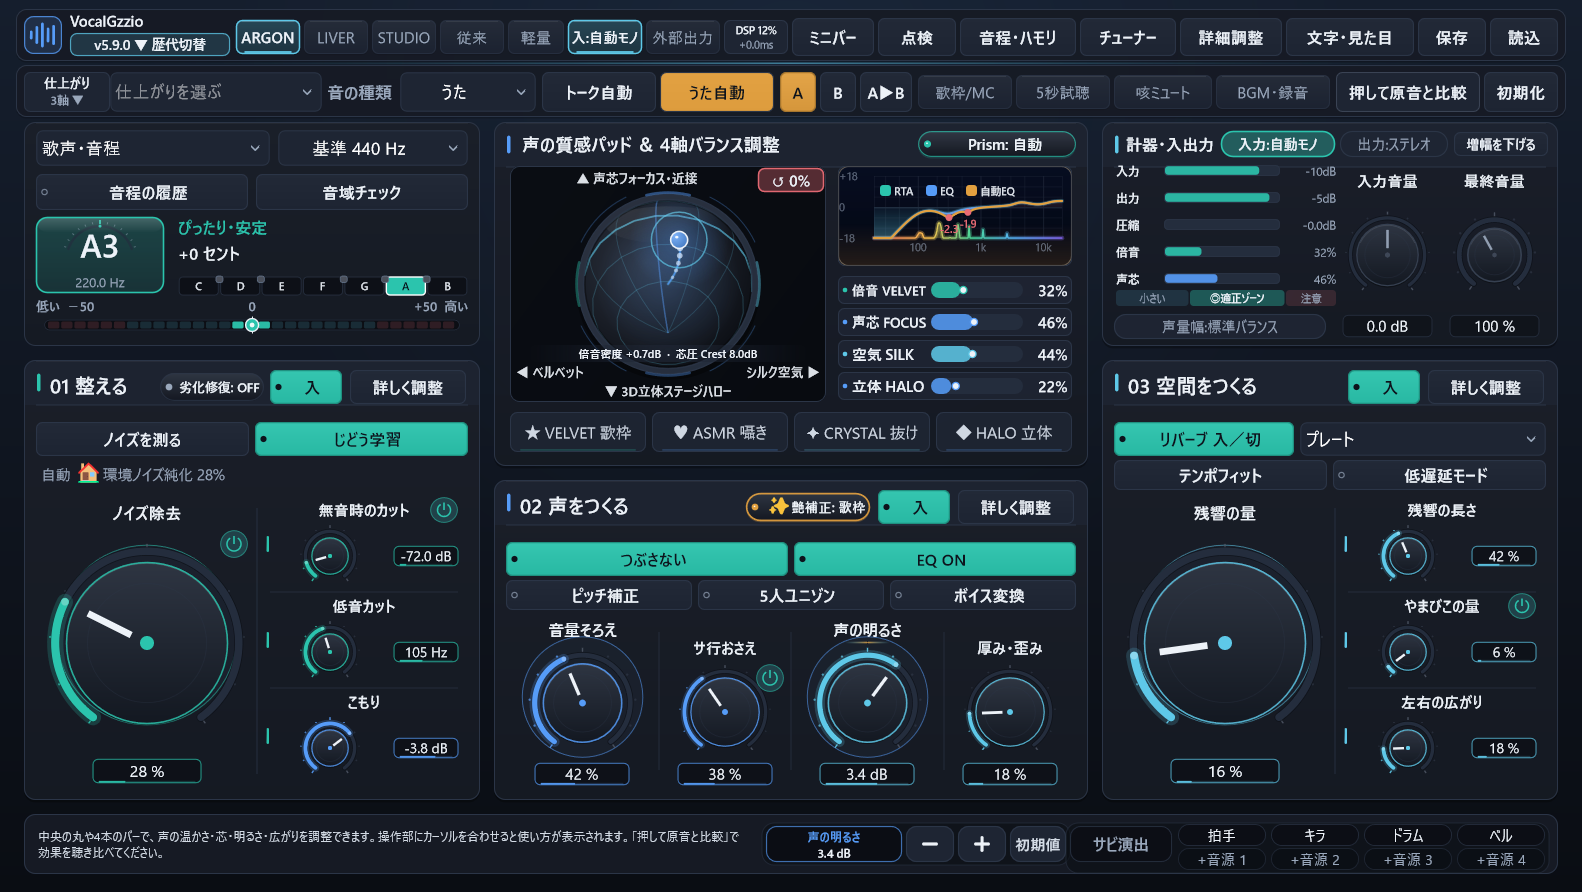 VocalGzzio
v5.9.0 ▼ 歴代切替
ARGON
LIVER
STUDIO
従来
軽量
入:自動モノ
外部出力
DSP 12%
+0.0ms
ミニバー
点検
音程・ハモリ
チューナー
詳細調整
文字・見た目
保存
読込
仕上がり
3軸 ▼
仕上がりを選ぶ
音の種類
うた
トーク自動
うた自動
A
B
A▶B
歌枠/MC
5秒試聴
咳ミュート
BGM・録音
押して原音と比較
初期化
歌声・音程
基準 440 Hz
音程の履歴
音域チェック
A3
220.0 Hz
ぴったり・安定
+0 セント
C D E F G A B
低い −50
0
+50 高い
声の質感パッド & 4軸バランス調整
Prism: 自動
▲ 声芯フォーカス・近接
↺ 0%
倍音密度 +0.7dB ・ 芯圧 Crest 8.0dB
◀ ベルベット
シルク空気 ▶
▼ 3D立体ステージハロー
+18
0
-18
RTA
EQ
自動EQ
-2.3
-1.9
100
1k
10k
倍音 VELVET 32%
声芯 FOCUS 46%
空気 SILK 44%
立体 HALO 22%
★ VELVET 歌枠
♥ ASMR 囁き
✦ CRYSTAL 抜け
◆ HALO 立体
計器・入出力
入力:自動モノ
出力:ステレオ
増幅を下げる
入力 -10dB
出力 -5dB
圧縮 -0.0dB
倍音 32%
声芯 46%
小さい
◎適正ゾーン
注意
声量幅:標準バランス
入力音量
最終音量
0.0 dB
100 %
01 整える
劣化修復: OFF
入
詳しく調整
ノイズを測る
じどう学習
自動 🏠 環境ノイズ純化 28%
ノイズ除去
28 %
無音時のカット
-72.0 dB
低音カット
105 Hz
こもり
-3.8 dB
02 声をつくる
✨艶補正: 歌枠
入
詳しく調整
つぶさない
EQ ON
ピッチ補正
5人ユニゾン
ボイス変換
音量そろえ
42 %
サ行おさえ
38 %
声の明るさ
3.4 dB
厚み・歪み
18 %
03 空間をつくる
入
詳しく調整
リバーブ 入／切
プレート
テンポフィット
低遅延モード
残響の量
16 %
残響の長さ
42 %
やまびこの量
6 %
左右の広がり
18 %
中央の丸や4本のバーで、声の温かさ・芯・明るさ・広がりを調整できます。操作部にカーソルを合わせると使い方が表示されます。「押して原音と比較」で
効果を聴き比べてください。
声の明るさ
3.4 dB
−
+
初期値
サビ演出
拍手
キラ
ドラム
ベル
+音源 1
+音源 2
+音源 3
+音源 4